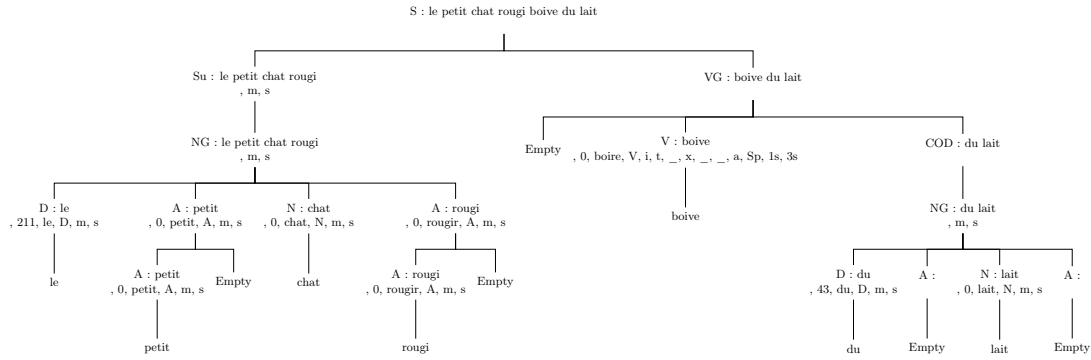 S : le petit chat rougi boive du lait
Su : le petit chat rougi
, m, s
VG : boive du lait
NG : le petit chat rougi
, m, s
Empty
V : boive
, 0, boire, V, i, t, _, x, _, _, a, Sp, 1s, 3s
COD : du lait
D : le
, 211, le, D, m, s
A : petit
, 0, petit, A, m, s
N : chat
, 0, chat, N, m, s
A : rougi
, 0, rougir, A, m, s
boive
NG : du lait
, m, s
le
A : petit
, 0, petit, A, m, s
Empty
chat
A : rougi
, 0, rougir, A, m, s
Empty
D : du
, 43, du, D, m, s
A :
N : lait
, 0, lait, N, m, s
A :
petit
rougi
du
Empty
lait
Empty